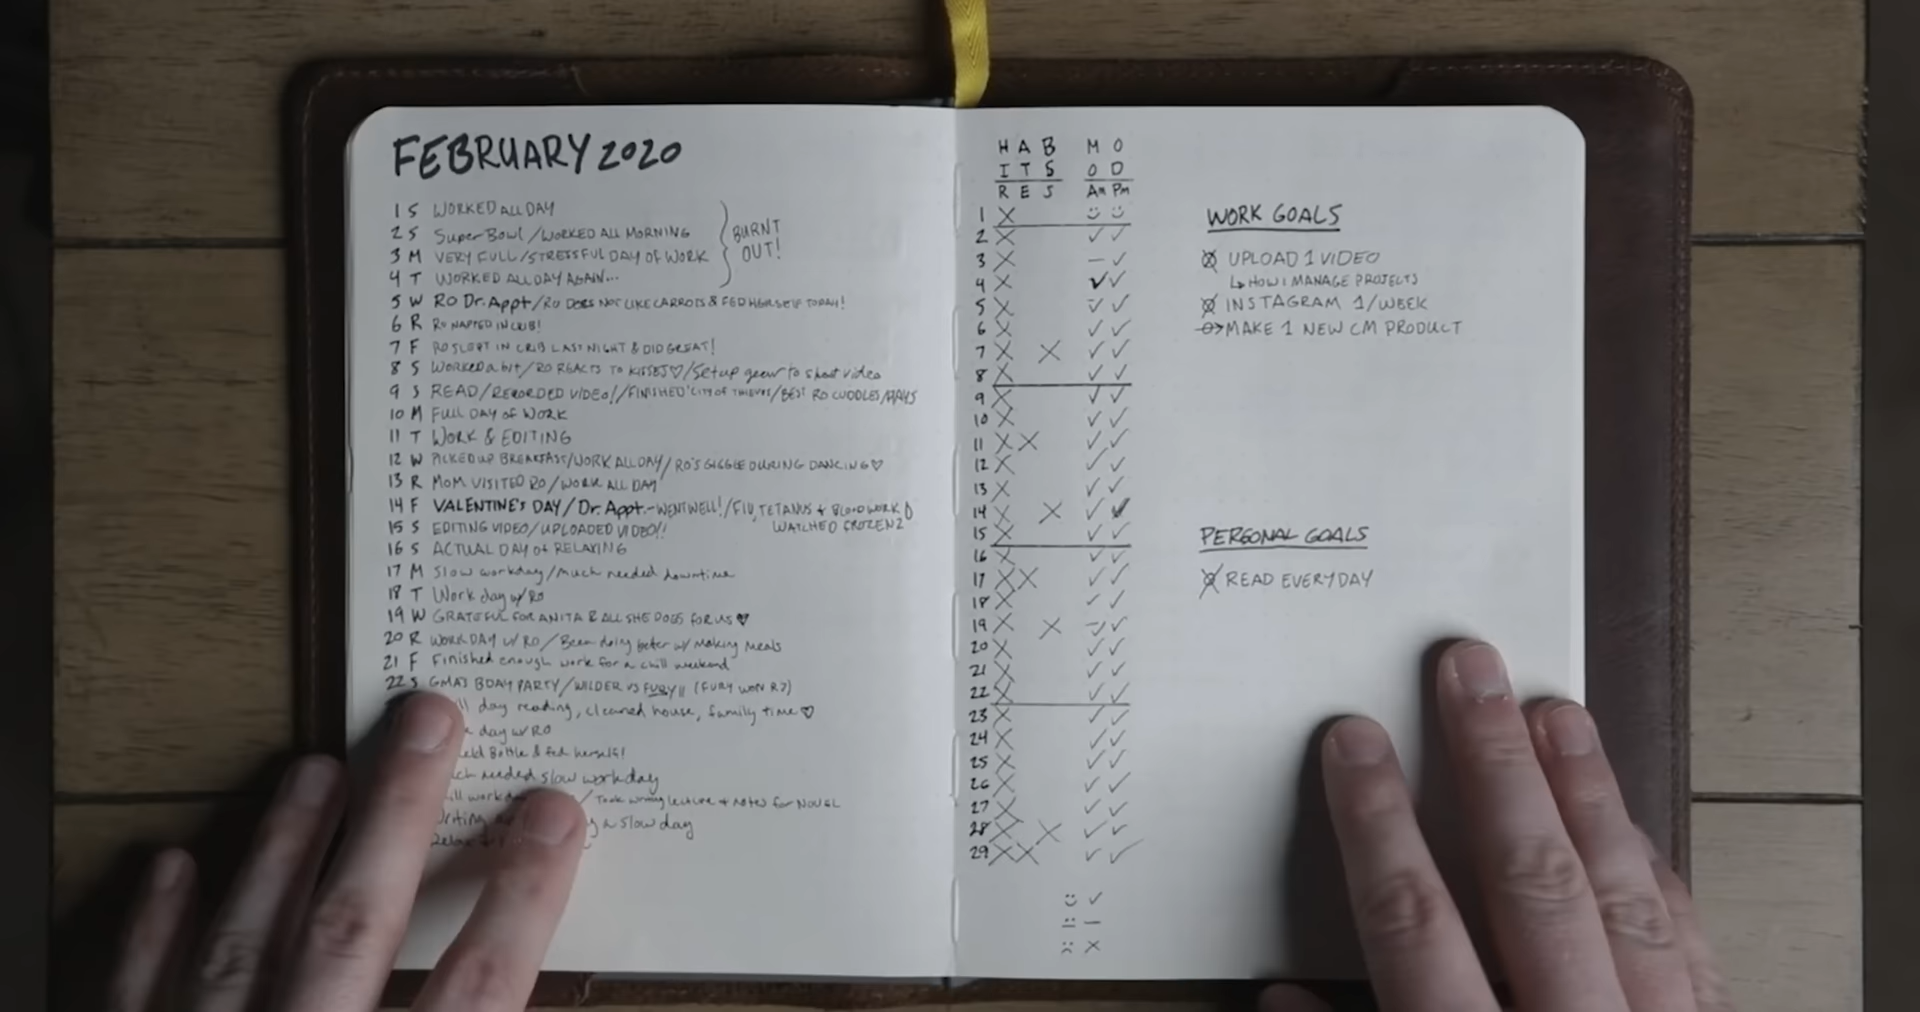 FEBRUARY 2020
1 S WORKED ALL DAY
2 S Super Bowl / WORKED ALL MORNING
3 M VERY FULL / STRESSFUL DAY OF WORK
4 T WORKED ALL DAY AGAIN...
BURNT
OUT!
5 W RO Dr. Appt / RO DOES NOT LIKE CARROTS & FED HERSELF TODAY!
6 R RO NAPPED IN CRIB!
7 F RO SLEPT IN CRIB LAST NIGHT & DID GREAT!
8 S Worked a bit / RO REACTS TO KISSES ♡ / Setup gear to shoot video
9 S READ / RECORDED VIDEO! / FINISHED 'CITY OF THIEVES' / BEST RO CUDDLES /
10 M FULL DAY OF WORK
11 T WORK & EDITING
12 W PICKED UP BREAKFAST / WORK ALL DAY / RO'S GIGGLE DURING DANCING ♡
13 R MOM VISITED RO / WORK ALL DAY
14 F VALENTINE'S DAY / Dr. Appt. - WENT WELL! / FLU, TETANUS + BLOODWORK
WATCHED FROZEN 2
15 S EDITING VIDEO / UPLOADED VIDEO!!
16 S ACTUAL DAY OF RELAXING
17 M Slow workday / Much needed downtime
18 T Work day w/ RO
19 W GRATEFUL FOR ANITA & ALL SHE DOES FOR US ♥
20 R WORK DAY w/ RO / Been doing better w/ making meals
21 F Finished enough work for a chill weekend
22 S GMA'S BDAY PARTY / WILDER VS FURY II (FURY WON R7)
day reading, cleaned house, family time ♡
day w/ RO
Bottle & fed herself!
needed slow workday
/ Took writing lecture + notes for NOVEL
a slow day
H A B M O
I T S O D
R E S AM PM
1 X
2 X ✓ ✓
3 X — ✓
4 X ✓ ✓
5 X ✓ ✓
6 X ✓ ✓
7 X X ✓ ✓
8 X ✓ ✓
9 X ✓ ✓
10 X ✓ ✓
11 X X ✓ ✓
12 X ✓ ✓
13 X ✓ ✓
14 X X ✓ ✓
15 X ✓ ✓
16 X ✓ ✓
17 X X ✓ ✓
18 X ✓ ✓
19 X X ✓ ✓
20 X ✓ ✓
21 X ✓ ✓
22 X ✓ ✓
23 X ✓ ✓
24 X ✓ ✓
25 X ✓ ✓
26 X ✓ ✓
27 X ✓ ✓
28 X X ✓ ✓
29 X X ✓ ✓
✓
—
X
WORK GOALS
UPLOAD 1 VIDEO
↳ HOW I MANAGE PROJECTS
INSTAGRAM 1/WEEK
MAKE 1 NEW CM PRODUCT
PERSONAL GOALS
READ EVERYDAY